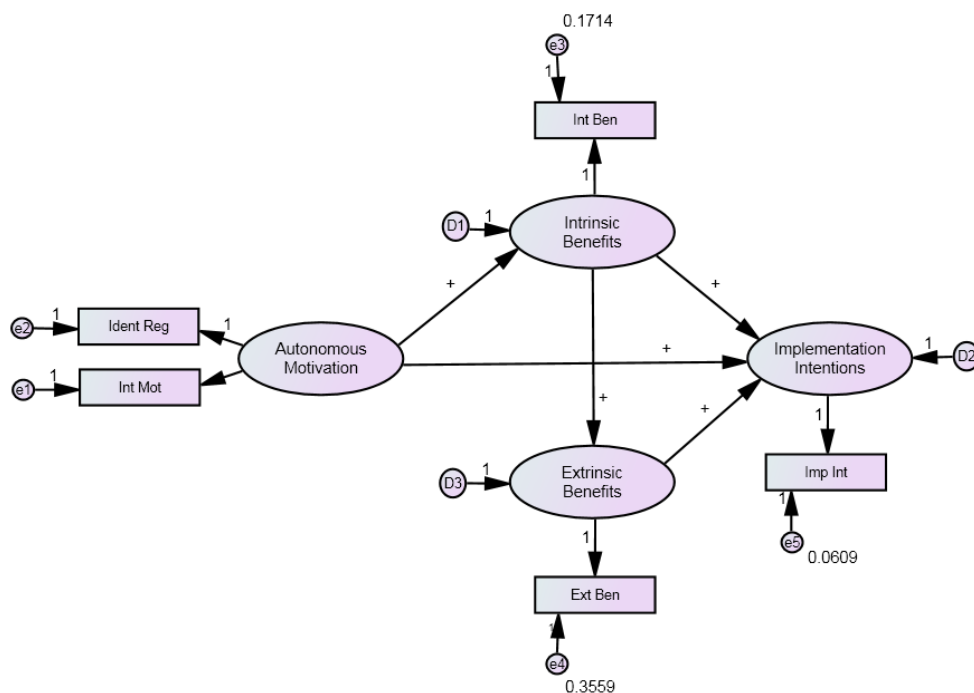 0.1714
e3
1
Int Ben
1
D1
1
Intrinsic
Benefits
+
+
e2
1
Ident Reg
1
Autonomous
Motivation
+
Implementation
Intentions
1
D2
e1
1
Int Mot
+
+
1
D3
1
Extrinsic
Benefits
Imp Int
1
1
e5
0.0609
Ext Ben
1
e4
0.3559